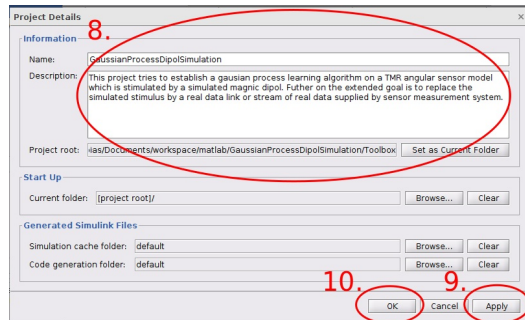 Project Details
8.
Information
Name: GaussianProcessDipolSimulation
Description: This project tries to establish a gausian process learning algorithm on a TMR angular sensor model
which is stimulated by a simulated magnic dipol. Futher on the extended goal is to replace the
simulated stimulus by a real data link or stream of real data supplied by sensor measurement system.
Project root: ias/Documents/workspace/matlab/GaussianProcessDipolSimulation/Toolbox Set as Current Folder
Start Up
Current folder: [project root]/ Browse... Clear
Generated Simulink Files
Simulation cache folder: default Browse... Clear
Code generation folder: default Browse... Clear
10. 9.
OK Cancel Apply